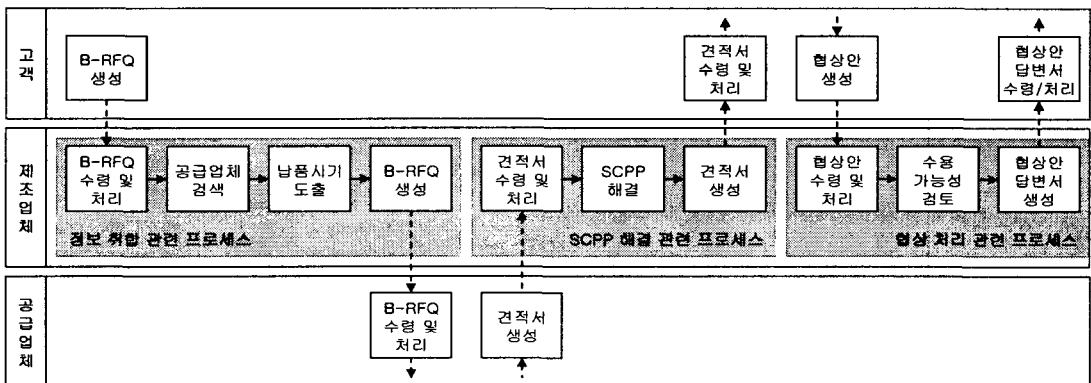 고객
B-RFQ
생성
견적서
수령 및
처리
협상안
생성
협상안
답변서
수령/처리
제조업체
B-RFQ
수령 및
처리
공급업체
검색
납품시기
도출
B-RFQ
생성
정보 취합 관련 프로세스
견적서
수령 및
처리
SCPP
해결
견적서
생성
SCPP 해결 관련 프로세스
협상안
수령 및
처리
수용
가능성
검토
협상안
답변서
생성
협상 처리 관련 프로세스
공급업체
B-RFQ
수령 및
처리
견적서
생성